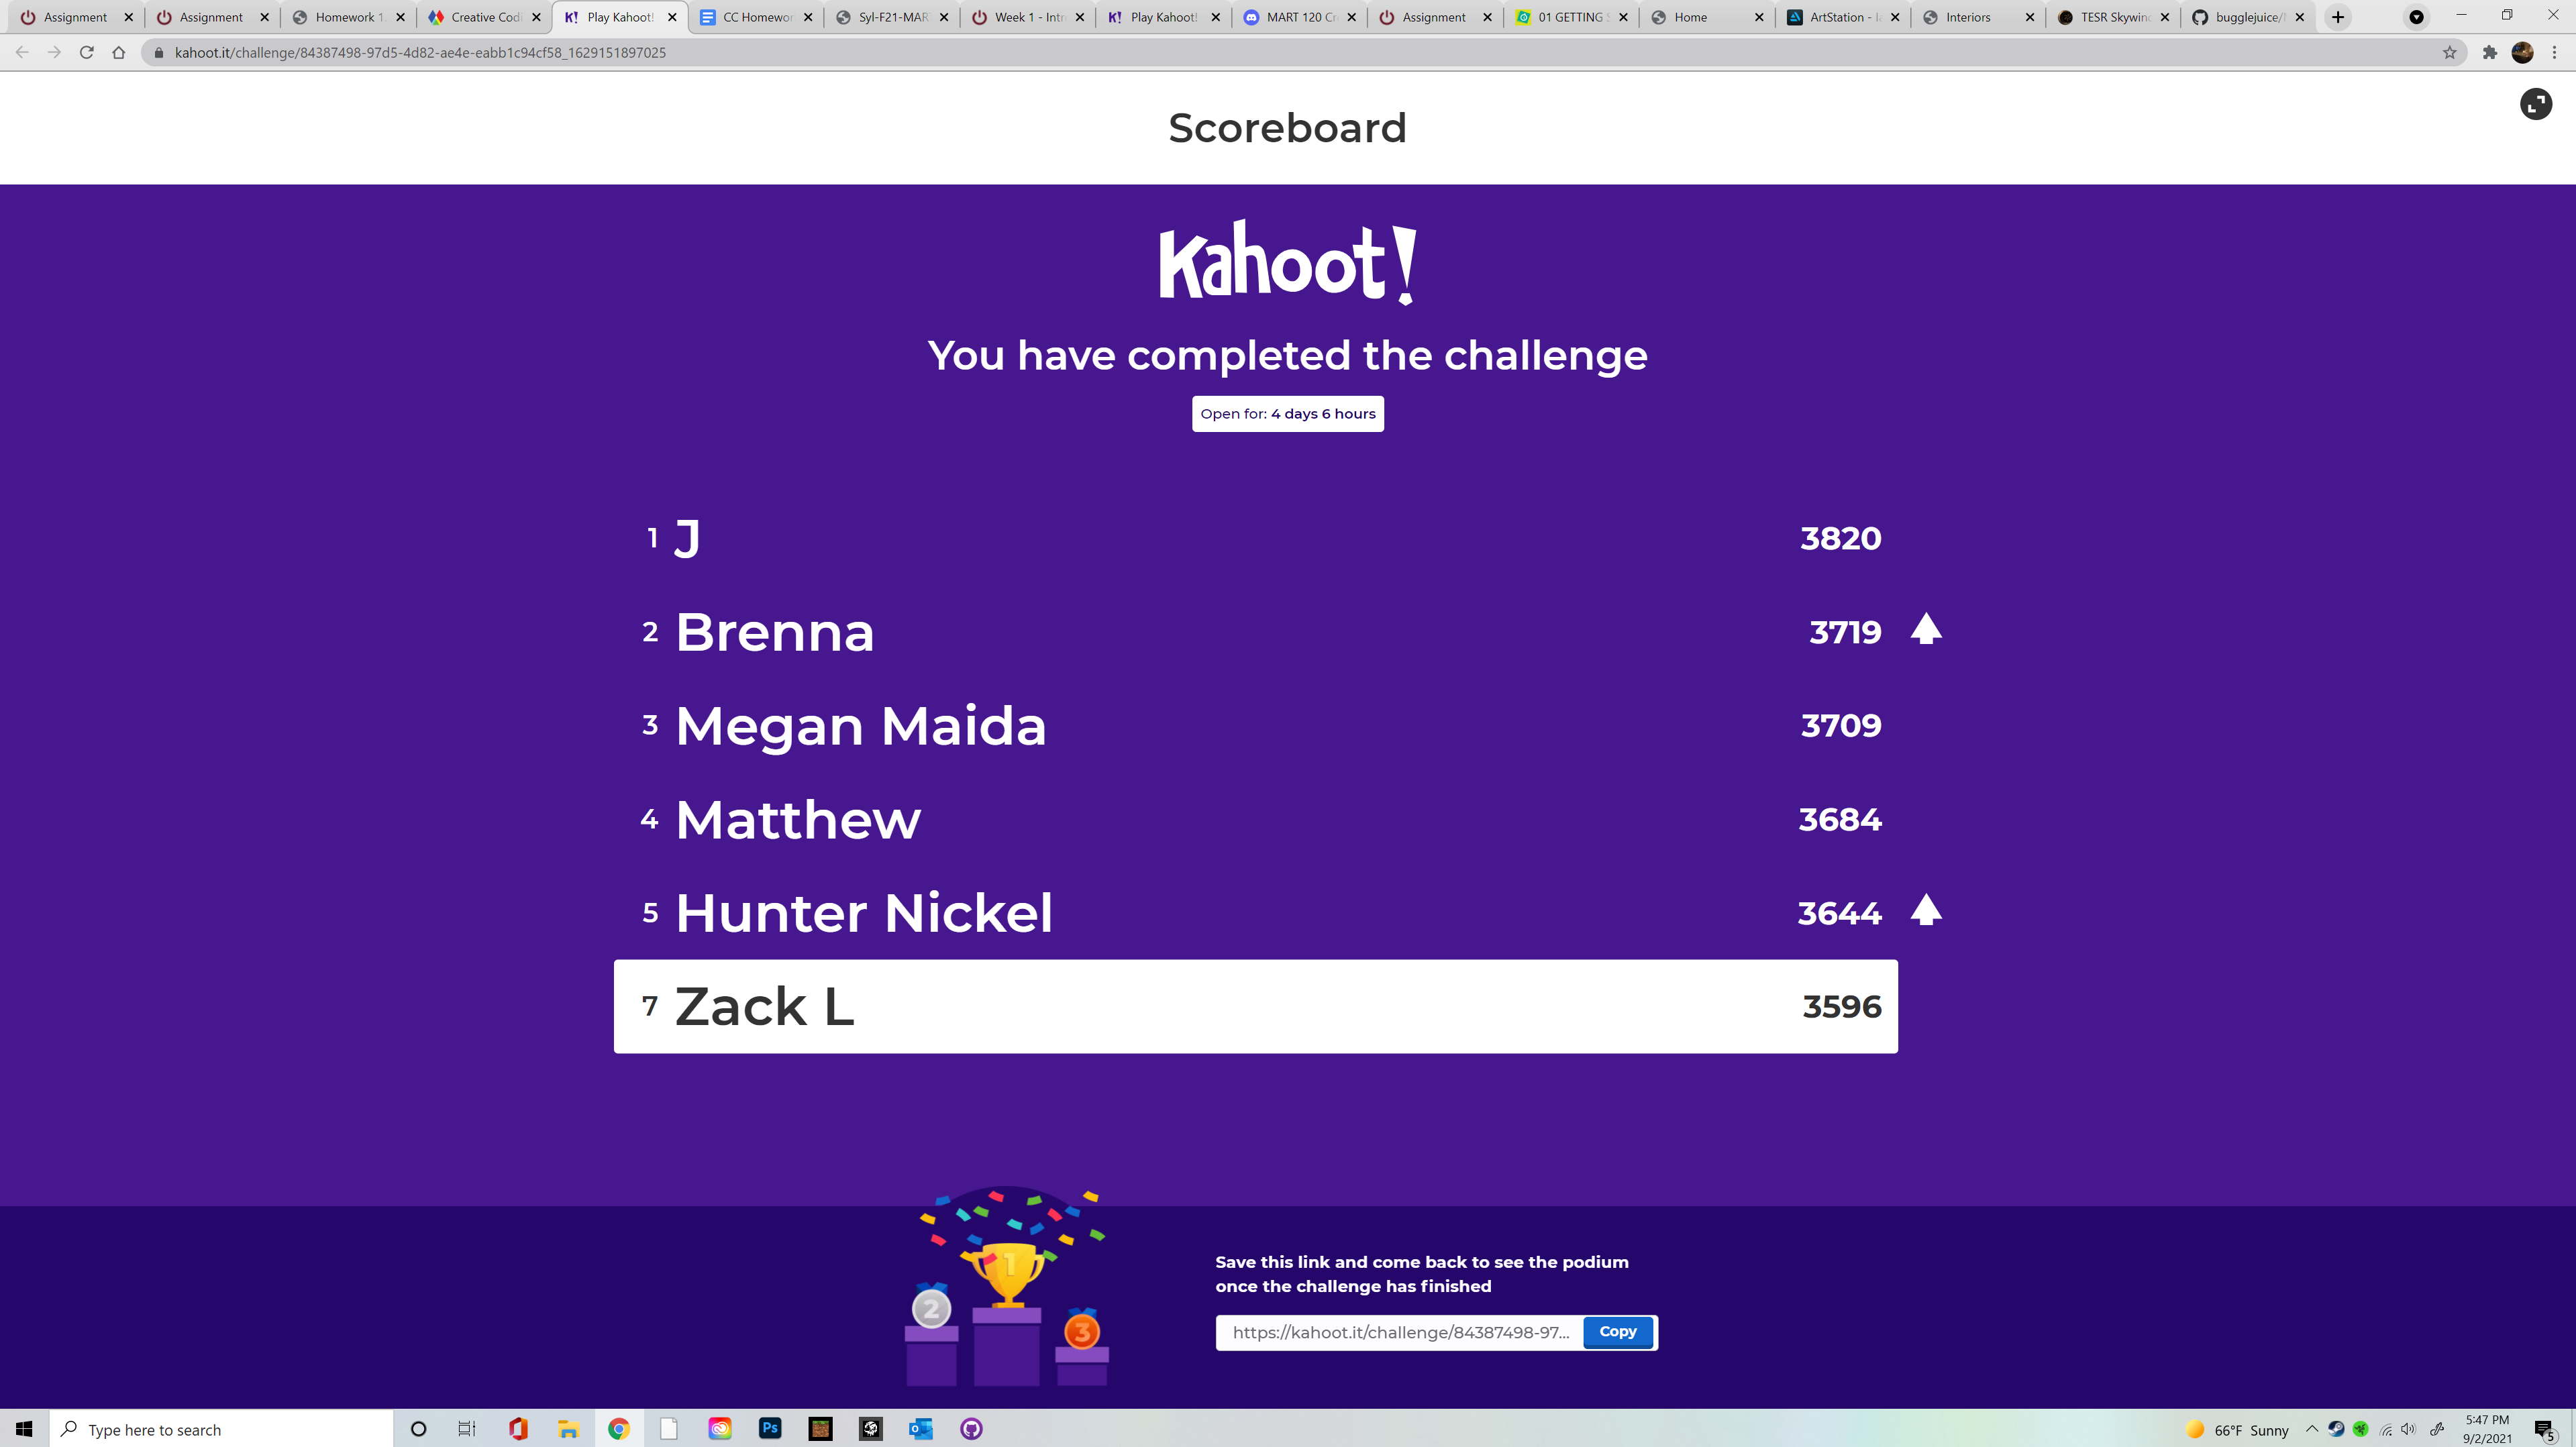 Assignment Assignment Homework 1. Creative Codi Play Kahoot! CC Homewor Syl-F21-MAR Week 1 - Intr Play Kahoot! MART 120 Cr Assignment 01 GETTING S Home ArtStation - Interiors TESR Skywind bugglejuice/
kahoot.it/challenge/84387498-97d5-4d82-ae4e-eabb1c94cf58_1629151897025
Scoreboard
Kahoot!
You have completed the challenge
Open for: 4 days 6 hours
1 J 3820
2 Brenna 3719
3 Megan Maida 3709
4 Matthew 3684
5 Hunter Nickel 3644
7 Zack L 3596
1
2
3
Save this link and come back to see the podium
once the challenge has finished
https://kahoot.it/challenge/84387498-97... Copy
Type here to search
Ps
66°F Sunny
5:47 PM
9/2/2021
5